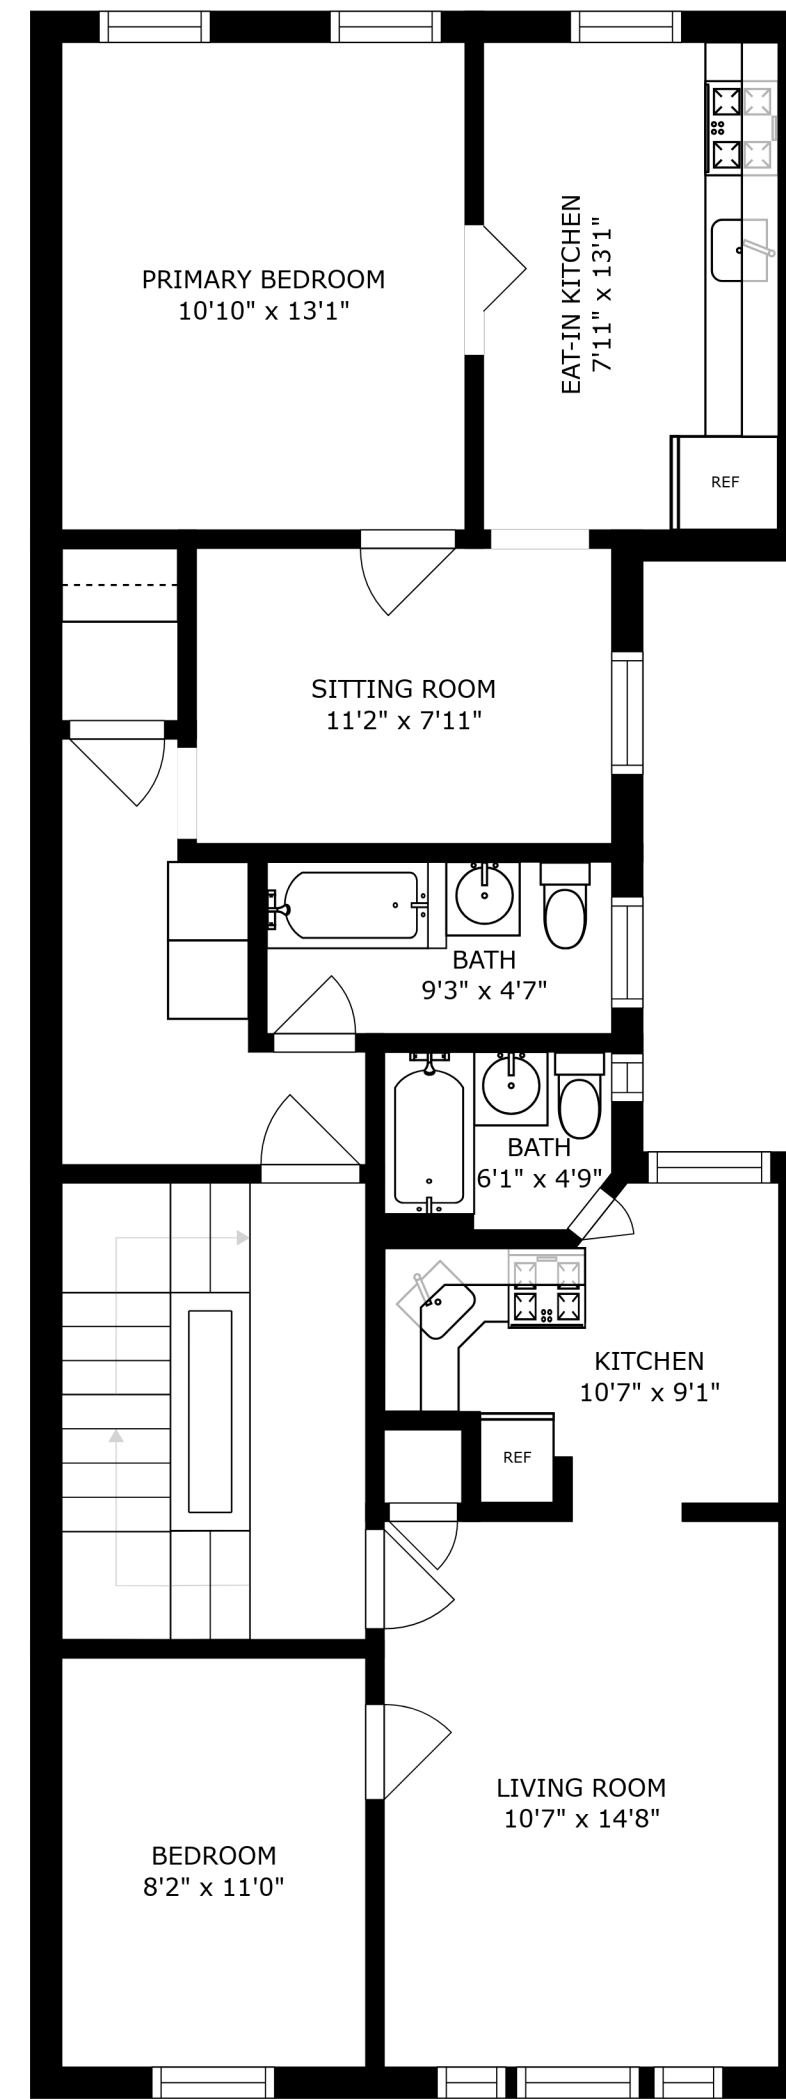 PRIMARY BEDROOM
10'10" x 13'1"
EAT-IN KITCHEN
7'11" x 13'1"
REF
SITTING ROOM
11'2" x 7'11"
BATH
9'3" x 4'7"
BATH
6'1" x 4'9"
KITCHEN
10'7" x 9'1"
REF
LIVING ROOM
10'7" x 14'8"
BEDROOM
8'2" x 11'0"